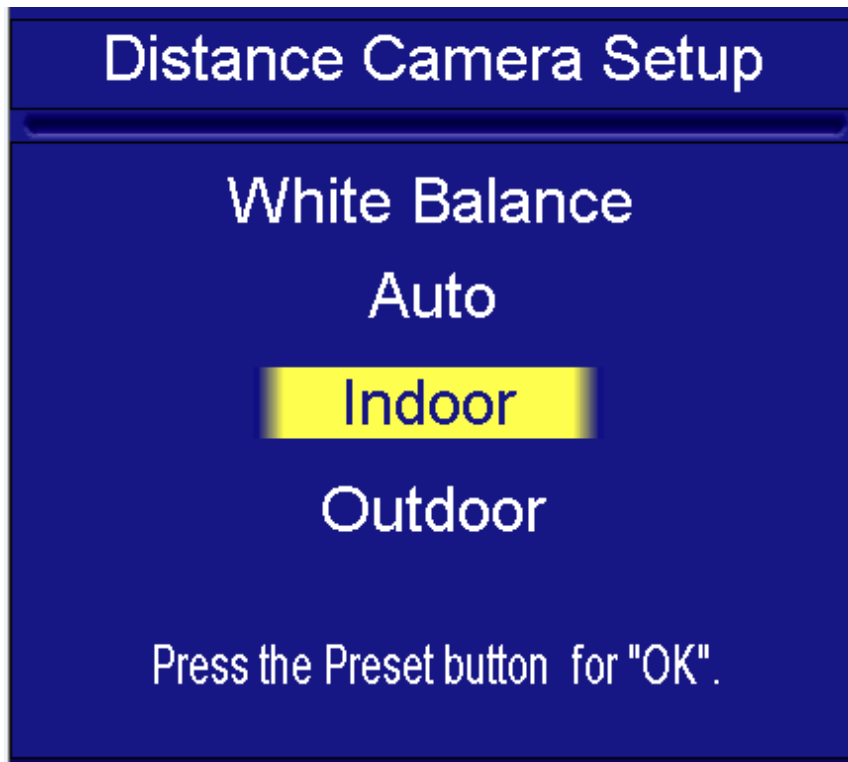 Distance Camera Setup
White Balance
Auto
Indoor
Outdoor
Press the Preset button  for "OK".